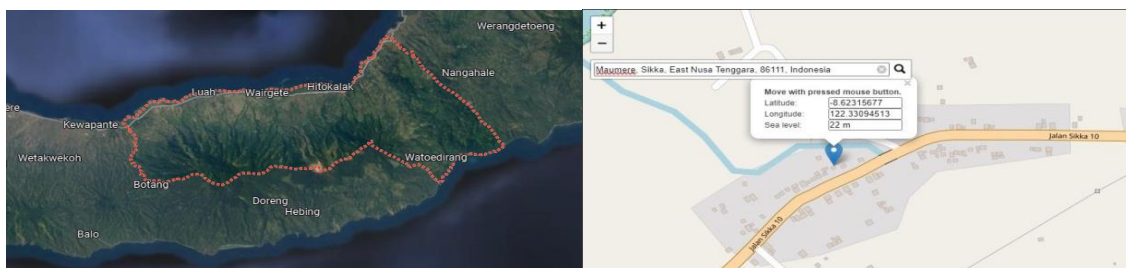 Werangdetoeng
Nangahale
Hitokalak
Luah
Wairgete
ere
Kewapante
Wetakwekoh
Watoedirang
Botang
Doreng
Hebing
Balo
+
−
Maumere, Sikka, East Nusa Tenggara, 86111, Indonesia
Move with pressed mouse button.
Latitude: -8.62315677
Longitude: 122.33094513
Sea level: 22 m
Jalan Sikka 10
Jalan Sikka 10